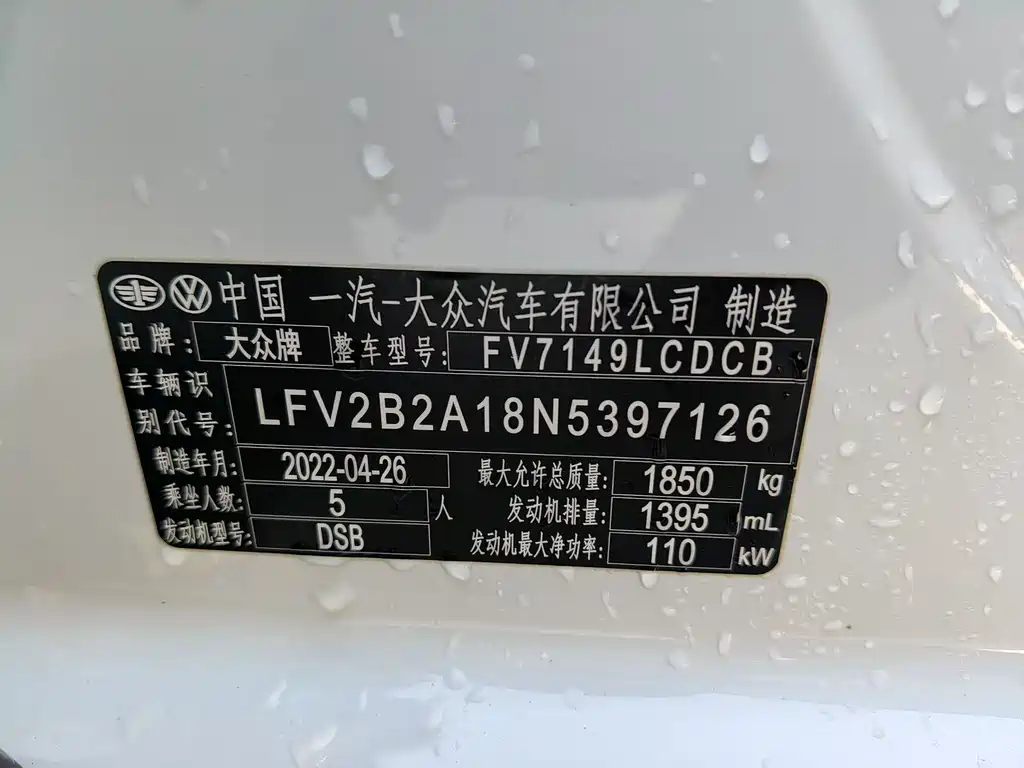 中国 一汽-大众汽车有限公司 制造
品牌: 大众牌 整车型号: FV7149LCDCB
车辆识别代号: LFV2B2A18N5397126
制造年月: 2022-04-26 最大允许总质量: 1850 kg
乘坐人数: 5 人 发动机排量: 1395 mL
发动机型号: DSB 发动机最大净功率: 110 kW